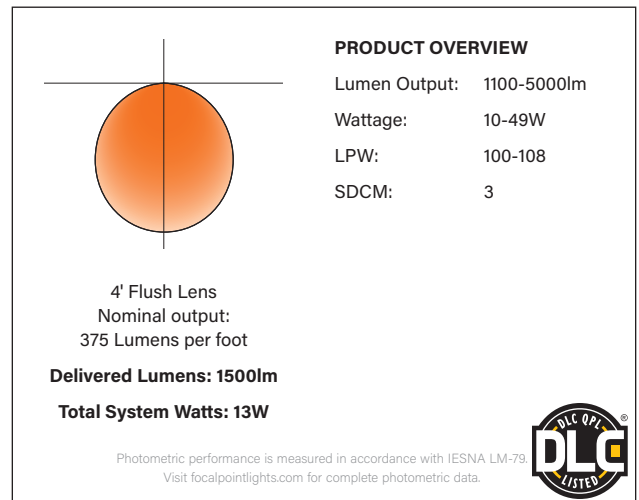 PRODUCT OVERVIEW
Lumen Output: 1100-5000lm
Wattage: 10-49W
LPW: 100-108
SDCM: 3
4' Flush Lens
Nominal output:
375 Lumens per foot
Delivered Lumens: 1500lm
Total System Watts: 13W
Photometric performance is measured in accordance with IESNA LM-79.
Visit focalpointlights.com for complete photometric data.
DLC QPL
DLC
®
LISTED